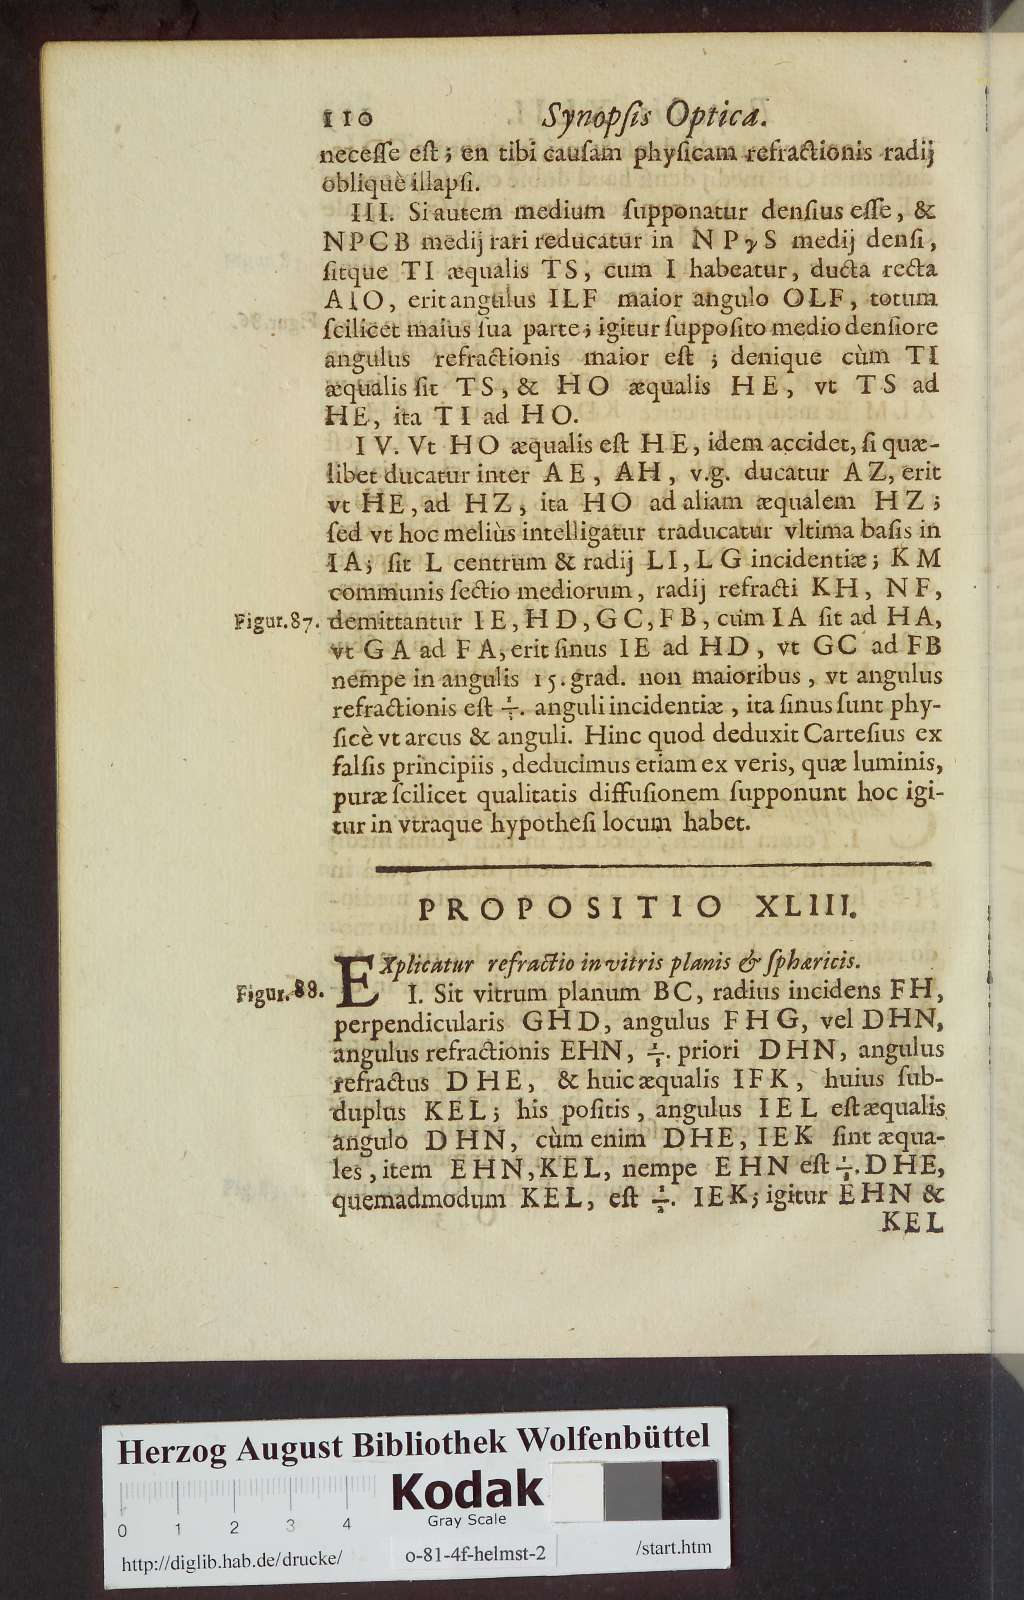 110 Synopſis Optica.
neceſſe eſt; en tibi cauſam phyſicam refractionis radij
obliquè illapſi.
III. Si autem medium ſupponatur denſius eſſe, &
NPCB medij rari reducatur in NPγS medij denſi,
ſitque TI æqualis TS, cum I habeatur, ducta recta
AIO, erit angulus ILF maior angulo OLF, totum
ſcilicet maius ſua parte; igitur ſuppoſito medio denſiore
angulus refractionis maior eſt; denique cùm TI
æqualis ſit TS, & HO æqualis HE, vt TS ad
HE, ita TI ad HO.
IV. Vt HO æqualis eſt HE, idem accidet, ſi quæ-
libet ducatur inter AE, AH, v.g. ducatur AZ, erit
vt HE, ad HZ, ita HO ad aliam æqualem HZ;
ſed vt hoc meliùs intelligatur traducatur vltima baſis in
IA; ſit L centrum & radij LI, LG incidentiæ; KM
communis ſectio mediorum, radij refracti KH, NF,
Figur.87. demittantur IE, HD, GC, FB, cùm IA ſit ad HA,
vt GA ad FA, erit ſinus IE ad HD, vt GC ad FB
nempe in angulis 15. grad. non maioribus, vt angulus
refractionis eſt . anguli incidentiæ, ita ſinus ſunt phy-
ſicè vt arcus & anguli. Hinc quod deduxit Carteſius ex
falſis principiis, deducimus etiam ex veris, quæ luminis,
puræ ſcilicet qualitatis diffuſionem ſupponunt hoc igi-
tur in vtraque hypotheſi locum habet.
PROPOSITIO XLIII.
EXplicatur refractio in vitris planis & ſphæricis.
Figur.88. I. Sit vitrum planum BC, radius incidens FH,
perpendicularis GHD, angulus FHG, vel DHN,
angulus refractionis EHN, . priori DHN, angulus
refractus DHE, & huic æqualis IFK, huius ſub-
duplus KEL; his poſitis, angulus IEL eſt æqualis
angulo DHN, cùm enim DHE, IEK ſint æqua-
les, item EHN, KEL, nempe EHN eſt . DHE,
quemadmodum KEL, eſt ½. IEK; igitur EHN &
KEL
Herzog August Bibliothek Wolfenbüttel
Kodak
Gray Scale
0 1 2 3 4
http://diglib.hab.de/drucke/ o-81-4f-helmst-2 /start.htm